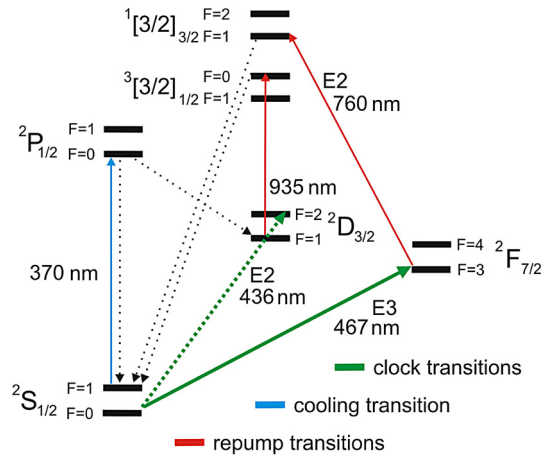 ¹[3/2]₃/₂ F=2
F=1
³[3/2]₁/₂ F=0
F=1
E2
760 nm
²P₁/₂ F=1
F=0
935 nm
F=2 ²D₃/₂
F=1
F=4 ²F₇/₂
F=3
370 nm
E2
436 nm
E3
467 nm
²S₁/₂ F=1
F=0
clock transitions
cooling transition
repump transitions